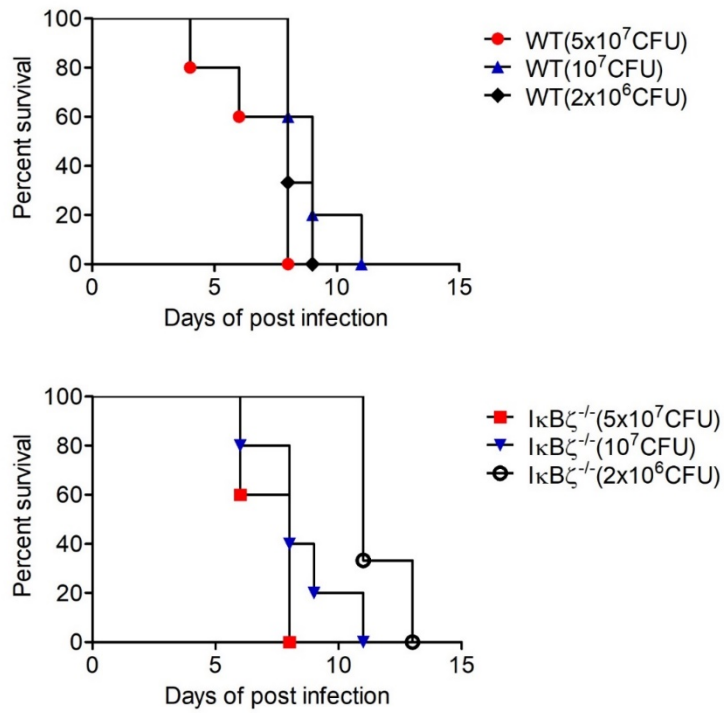 100
80
60
40
20
0
Percent survival
0 5 10 15
Days of post infection
WT(5x10⁷CFU)
WT(10⁷CFU)
WT(2x10⁶CFU)
100
80
60
40
20
0
Percent survival
0 5 10 15
Days of post infection
IκBζ⁻/⁻(5x10⁷CFU)
IκBζ⁻/⁻(10⁷CFU)
IκBζ⁻/⁻(2x10⁶CFU)